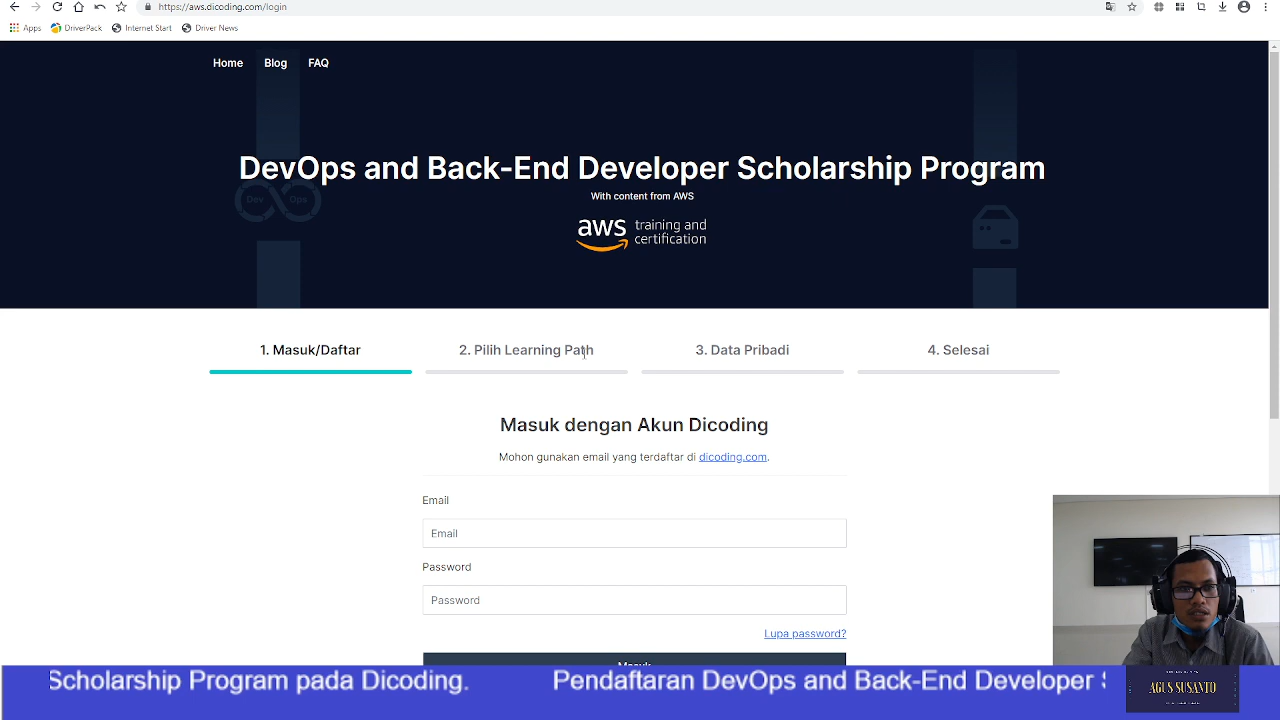 https://aws.dicoding.com/login
Apps DriverPack Internet Start Driver News
Home Blog FAQ
DevOps and Back-End Developer Scholarship Program
With content from AWS
Dev Ops
aws training and
certification
1. Masuk/Daftar 2. Pilih Learning Path 3. Data Pribadi 4. Selesai
Masuk dengan Akun Dicoding
Mohon gunakan email yang terdaftar di dicoding.com.
Email
Email
Password
Password
Lupa password?
Masuk
Scholarship Program pada Dicoding. Pendaftaran DevOps and Back-End Developer S
AGUS SUSANTO